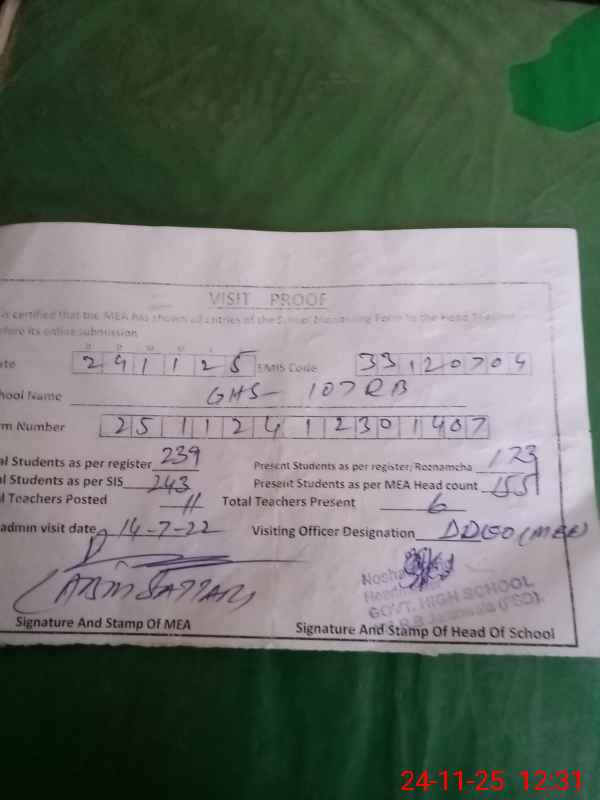 VISIT PROOF
is certified that the MEA has shown all entries of the School Monitoring Form to the Head Teacher
before its online submission
ate 2 4 1 1 2 5 EMIS Code 3 3 1 2 0 7 0 4
hool Name GHS 107 RB
rm Number 2 5 1 1 2 4 1 2 3 0 1 4 0 7
al Students as per register 239 Present Students as per register/Roznamcha 173
al Students as per SIS 243 Present Students as per MEA Head count 155
l Teachers Posted 11 Total Teachers Present 6
admin visit date 14-7-22 Visiting Officer Designation DDEO (MEE)
GOVT. HIGH SCHOOL
Signature And Stamp Of MEA Signature And Stamp Of Head Of School
24-11-25 12:31